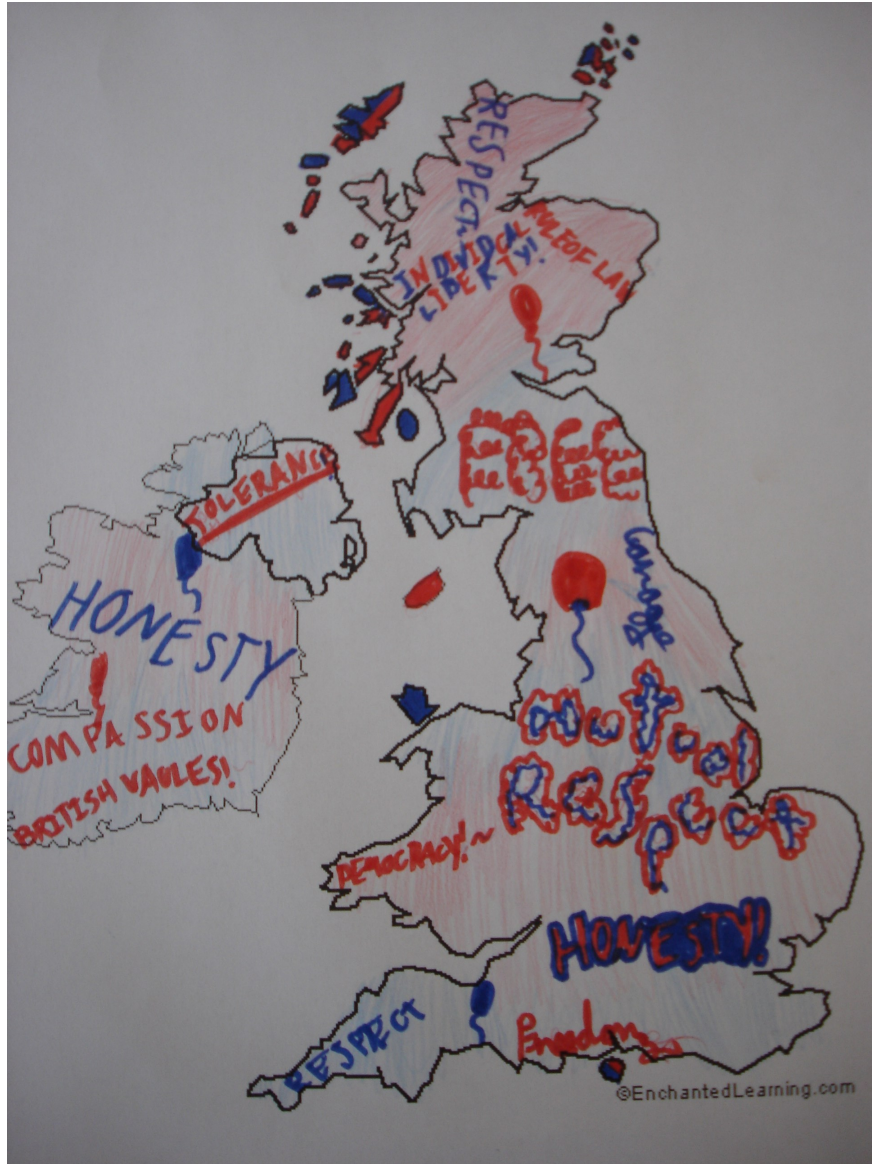 RESPECT
INDIVIDUAL
LIBERTY!
RULE OF LAW
TOLERANCE
HONESTY
Courage
COMPASSION
BRITISH VAULES!
Mutual
Respect
DEMOCRACY!~
HONESTY!
RESPECT
Freedom
©EnchantedLearning.com